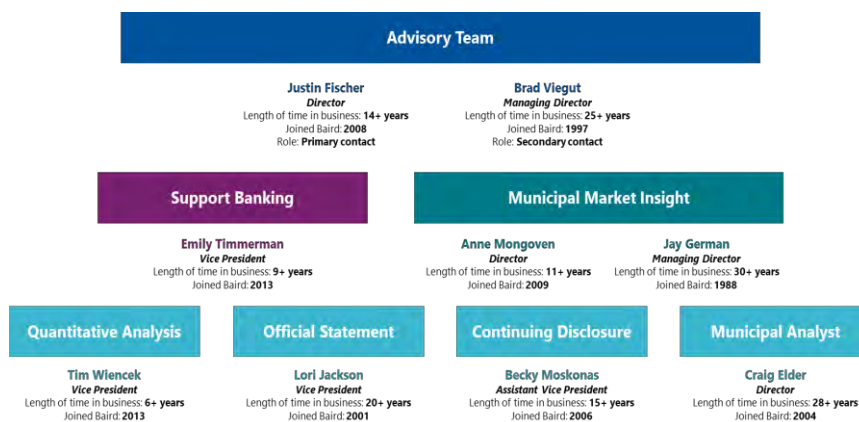 Advisory Team
Justin Fischer
Director
Length of time in business: 14+ years
Joined Baird: 2008
Role: Primary contact
Brad Viegut
Managing Director
Length of time in business: 25+ years
Joined Baird: 1997
Role: Secondary contact
Support Banking
Emily Timmerman
Vice President
Length of time in business: 9+ years
Joined Baird: 2013
Municipal Market Insight
Anne Mongoven
Director
Length of time in business: 11+ years
Joined Baird: 2009
Jay German
Managing Director
Length of time in business: 30+ years
Joined Baird: 1988
Quantitative Analysis
Tim Wiencek
Vice President
Length of time in business: 6+ years
Joined Baird: 2013
Official Statement
Lori Jackson
Vice President
Length of time in business: 20+ years
Joined Baird: 2001
Continuing Disclosure
Becky Moskonas
Assistant Vice President
Length of time in business: 15+ years
Joined Baird: 2006
Municipal Analyst
Craig Elder
Director
Length of time in business: 28+ years
Joined Baird: 2004